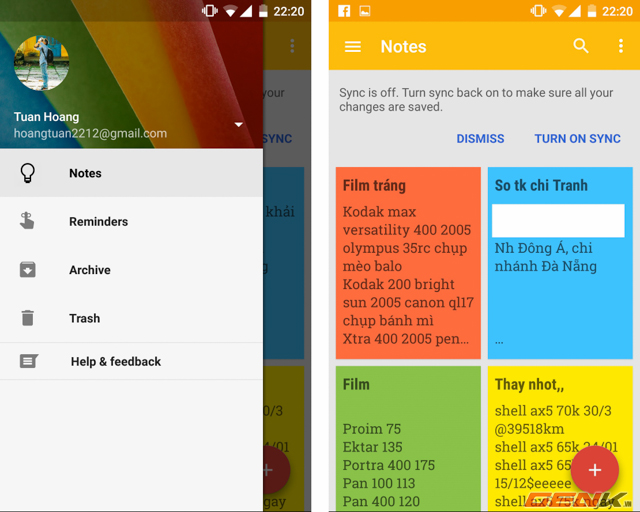 22:20
Tuan Hoang
hoangtuan2212@gmail.com
Notes
Reminders
Archive
Trash
Help & feedback
your
SYNC
khải
0/3
/01
gay
22:20
Notes
Sync is off. Turn sync back on to make sure all your
changes are saved.
DISMISS
TURN ON SYNC
Film tráng
Kodak max
versatility 400 2005
olympus 35rc chụp
mèo balo
Kodak 200 bright
sun 2005 canon ql17
chụp bánh mì
Xtra 400 2005 pen...
So tk chi Tranh
Nh Đông Á, chi
nhánh Đà Nẵng
...
Film
Proim 75
Ektar 135
Portra 400 175
Pan 100 113
Pan 400 120
Thay nhot,,
shell ax5 70k 30/3
@39518km
shell ax5 65k 24/01
shell ax5 65
15/12$eeeee
shell ngay
GENK.VN